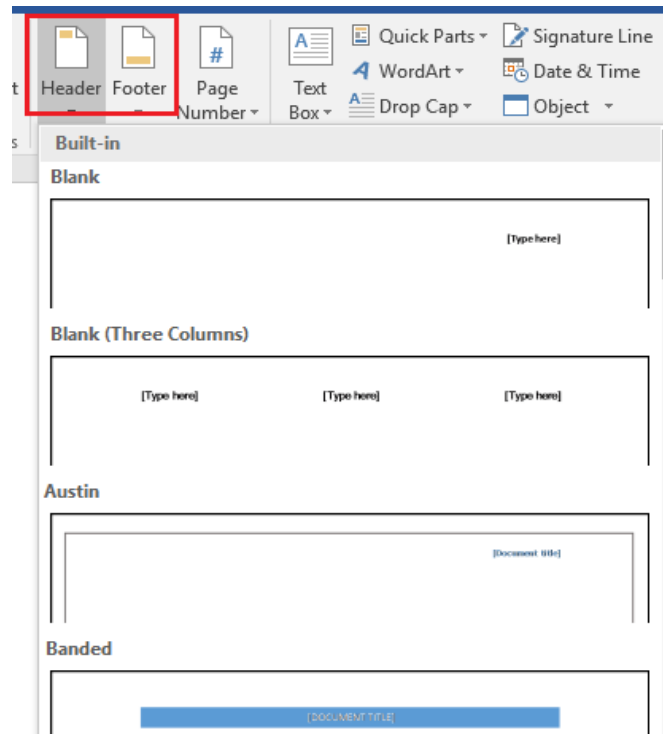 Header Footer Page Number
Text Box
Quick Parts
WordArt
Drop Cap
Signature Line
Date & Time
Object
Built-in
Blank
[Type here]
Blank (Three Columns)
[Type here] [Type here] [Type here]
Austin
[Document title]
Banded
[DOCUMENT TITLE]